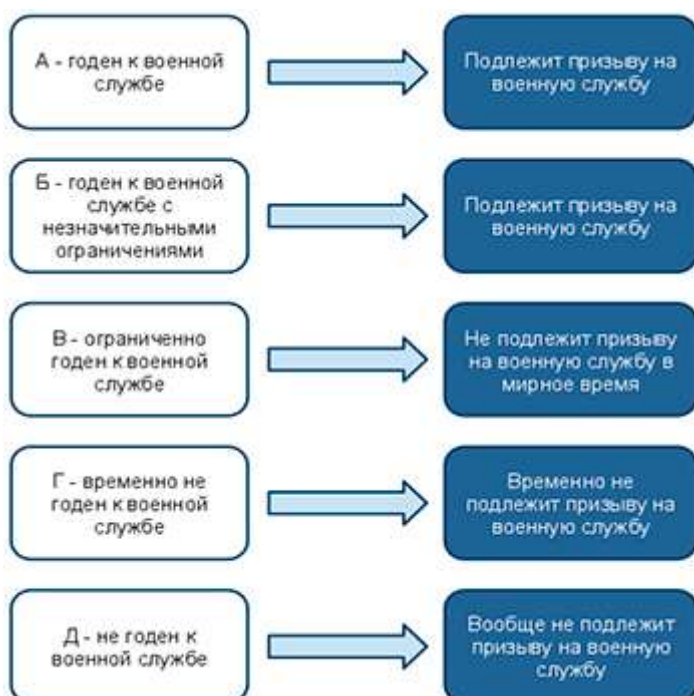 А - годен к военной
службе
Подлежит призыву на
военную службу
Б - годен к военной
службе с
незначительными
ограничениями
Подлежит призыву на
военную службу
В - ограниченно
годен к военной
службе
Не подлежит призыву
на военную службу в
мирное время
Г - временно не
годен к военной
службе
Временно не
подлежит призыву на
военную службу
Д - не годен к
военной службе
Вообще не подлежит
призыву на военную
службу